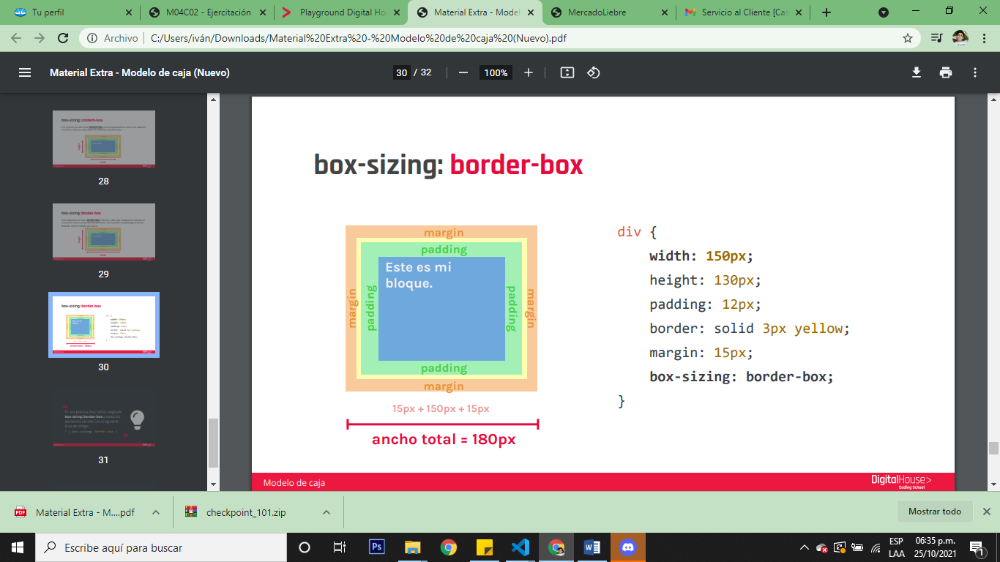 Tu perfil
M04C02 - Ejercitación
Playground Digital Ho
Material Extra - Model
MercadoLiebre
Servicio al Cliente [Cas
Archivo
C:/Users/iván/Downloads/Material%20Extra%20-%20Modelo%20de%20caja%20(Nuevo).pdf
Material Extra - Modelo de caja (Nuevo)
30 / 32
100%
box-sizing: content-box
28
box-sizing: border-box
29
box-sizing: border-box
30
31
box-sizing: border-box
margin
padding
Este es mi
bloque.
margin
padding
padding
margin
padding
margin
15px + 150px + 15px
ancho total = 180px
div {
width: 150px;
height: 130px;
padding: 12px;
border: solid 3px yellow;
margin: 15px;
box-sizing: border-box;
}
Modelo de caja
DigitalHouse>
Coding School
Material Extra - M....pdf
checkpoint_101.zip
Mostrar todo
Escribe aquí para buscar
Ps
ESP
LAA
06:35 p.m.
25/10/2021
1